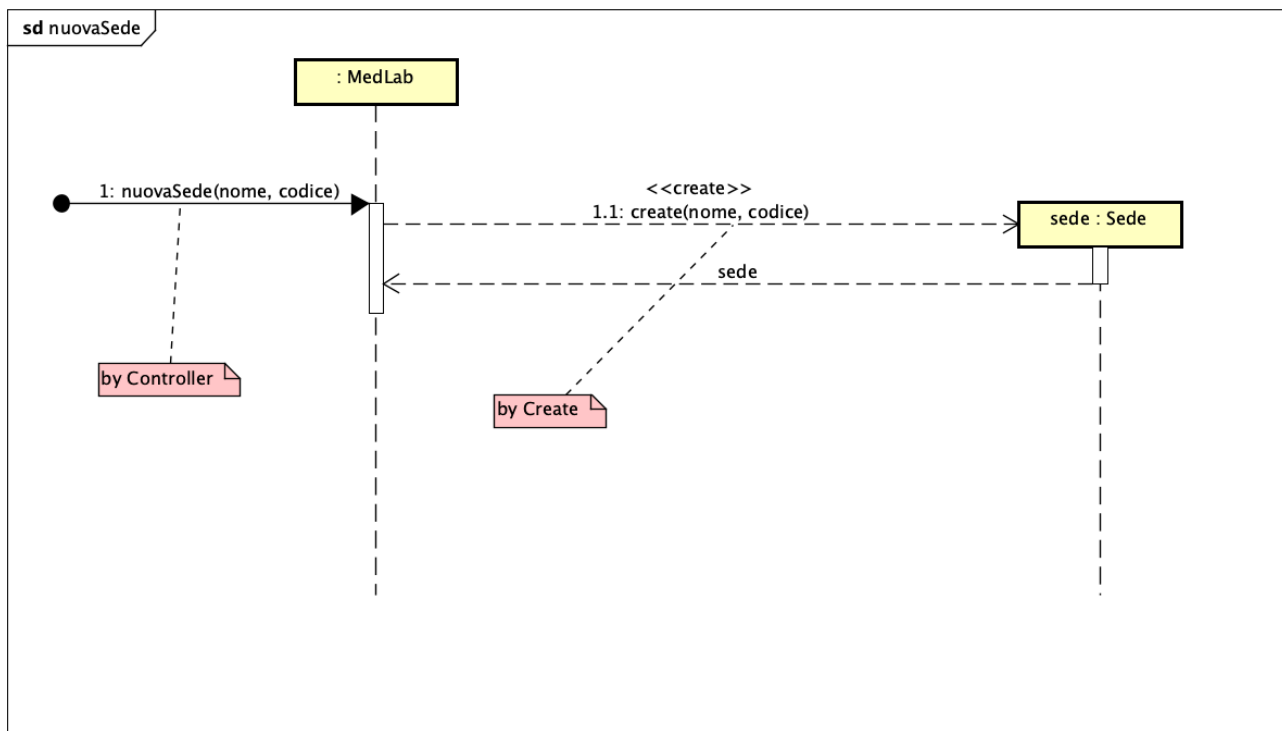 sd nuovaSede
: MedLab
1: nuovaSede(nome, codice)
<<create>>
1.1: create(nome, codice)
sede : Sede
sede
by Controller
by Create